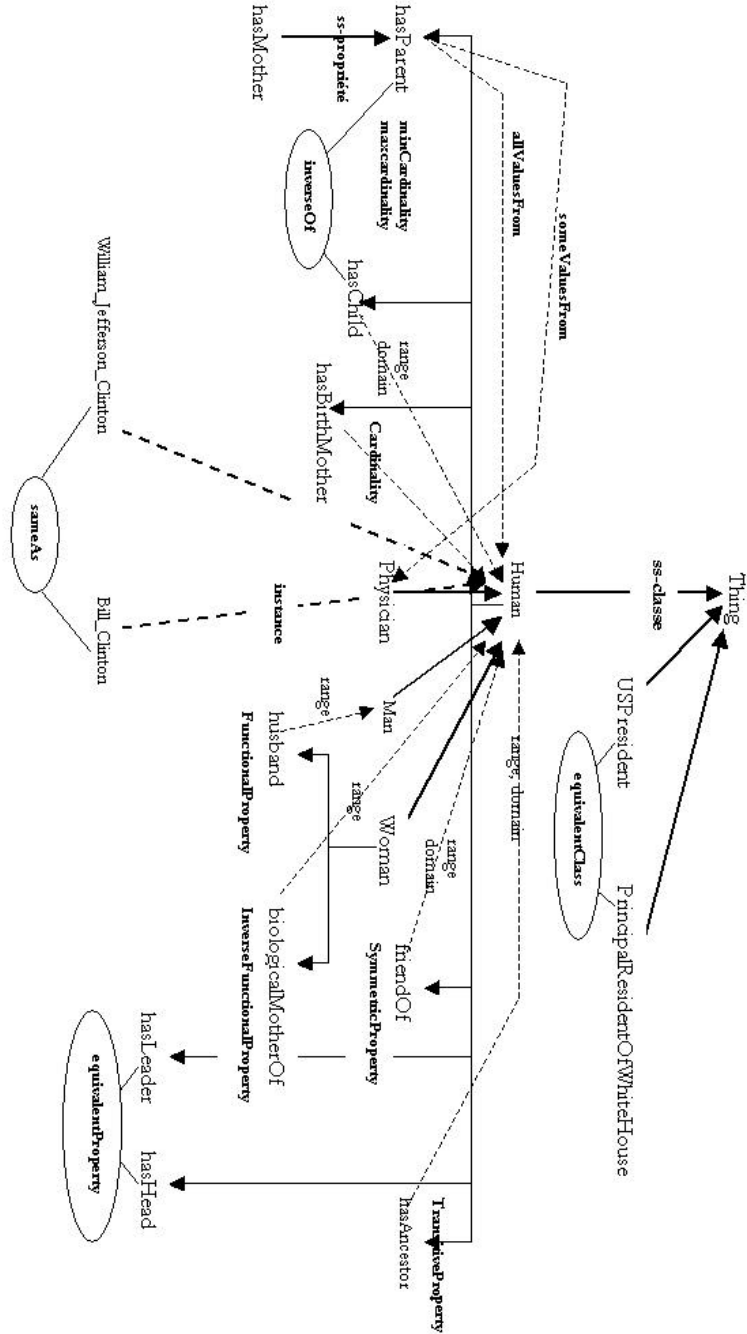 Thing
USPresident
PrincipalResidentOfWhiteHouse
ss-classe
equivalentClass
someValuesFrom
allValuesFrom
Human
range, domain
hasParent
minCardinality
maxcardinality
hasChild
range
domain
hasBirthMother
Cardinality
Physician
Man
Woman
range
domain
friendOf
SymmetricProperty
hasAncestor
TransitiveProperty
ss-propriété
hasMother
inverseOf
instance
range
husband
FunctionalProperty
range
biologicalMotherOf
InverseFunctionalProperty
William_Jefferson_Clinton
Bill_Clinton
sameAs
hasLeader
hasHead
equivalentProperty